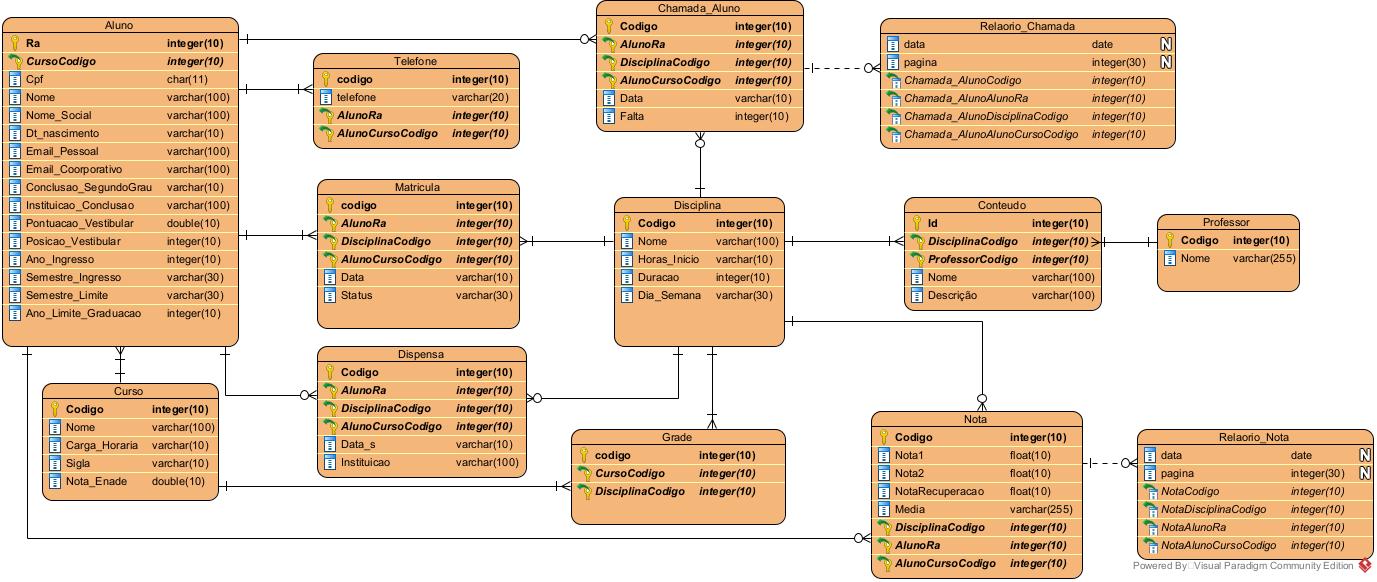 Aluno
Ra integer(10)
CursoCodigo integer(10)
Cpf char(11)
Nome varchar(100)
Nome_Social varchar(100)
Dt_nascimento varchar(10)
Email_Pessoal varchar(100)
Email_Coorporativo varchar(100)
Conclusao_SegundoGrau varchar(10)
Instituicao_Conclusao varchar(100)
Pontuacao_Vestibular double(10)
Posicao_Vestibular integer(10)
Ano_Ingresso integer(10)
Semestre_Ingresso varchar(30)
Semestre_Limite varchar(30)
Ano_Limite_Graduacao integer(10)
Telefone
codigo integer(10)
telefone varchar(20)
AlunoRa integer(10)
AlunoCursoCodigo integer(10)
Chamada_Aluno
Codigo integer(10)
AlunoRa integer(10)
DisciplinaCodigo integer(10)
AlunoCursoCodigo integer(10)
Data varchar(10)
Falta integer(10)
Relaorio_Chamada
data date N
pagina integer(30) N
Chamada_AlunoCodigo integer(10)
Chamada_AlunoAlunoRa integer(10)
Chamada_AlunoDisciplinaCodigo integer(10)
Chamada_AlunoAlunoCursoCodigo integer(10)
Matricula
codigo integer(10)
AlunoRa integer(10)
DisciplinaCodigo integer(10)
AlunoCursoCodigo integer(10)
Data varchar(10)
Status varchar(30)
Disciplina
Codigo integer(10)
Nome varchar(100)
Horas_Inicio varchar(10)
Duracao integer(10)
Dia_Semana varchar(30)
Conteudo
Id integer(10)
DisciplinaCodigo integer(10)
ProfessorCodigo integer(10)
Nome varchar(100)
Descrição varchar(100)
Professor
Codigo integer(10)
Nome varchar(255)
Curso
Codigo integer(10)
Nome varchar(100)
Carga_Horaria varchar(10)
Sigla varchar(10)
Nota_Enade double(10)
Dispensa
Codigo integer(10)
AlunoRa integer(10)
DisciplinaCodigo integer(10)
AlunoCursoCodigo integer(10)
Data_s varchar(10)
Instituicao varchar(100)
Grade
codigo integer(10)
CursoCodigo integer(10)
DisciplinaCodigo integer(10)
Nota
Codigo integer(10)
Nota1 float(10)
Nota2 float(10)
NotaRecuperacao float(10)
Media varchar(255)
DisciplinaCodigo integer(10)
AlunoRa integer(10)
AlunoCursoCodigo integer(10)
Relaorio_Nota
data date N
pagina integer(30) N
NotaCodigo integer(10)
NotaDisciplinaCodigo integer(10)
NotaAlunoRa integer(10)
NotaAlunoCursoCodigo integer(10)
Powered By Visual Paradigm Community Edition